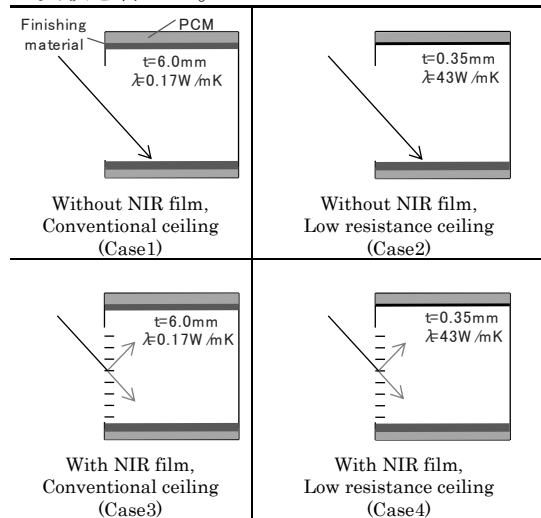 Finishing
material
PCM
t=6.0mm
λ=0.17W/mK
Without NIR film,
Conventional ceiling
(Case1)
t=0.35mm
λ=43W/mK
Without NIR film,
Low resistance ceiling
(Case2)
t=6.0mm
λ=0.17W/mK
With NIR film,
Conventional ceiling
(Case3)
t=0.35mm
λ=43W/mK
With NIR film,
Low resistance ceiling
(Case4)